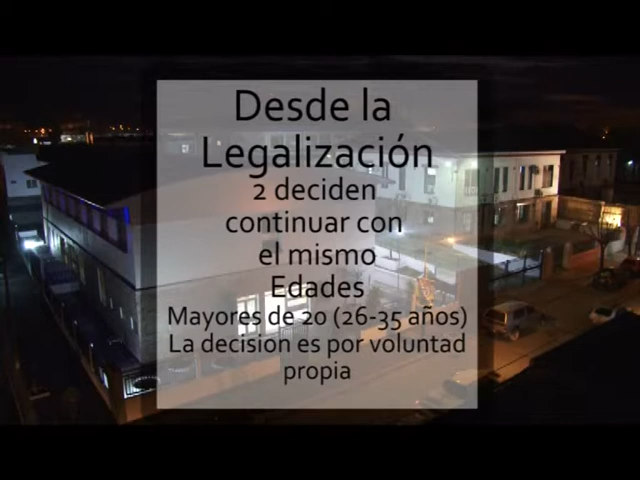 Desde la
Legalización
2 deciden
continuar con
el mismo
Edades
Mayores de 20 (26-35 años)
La decision es por voluntad
propia